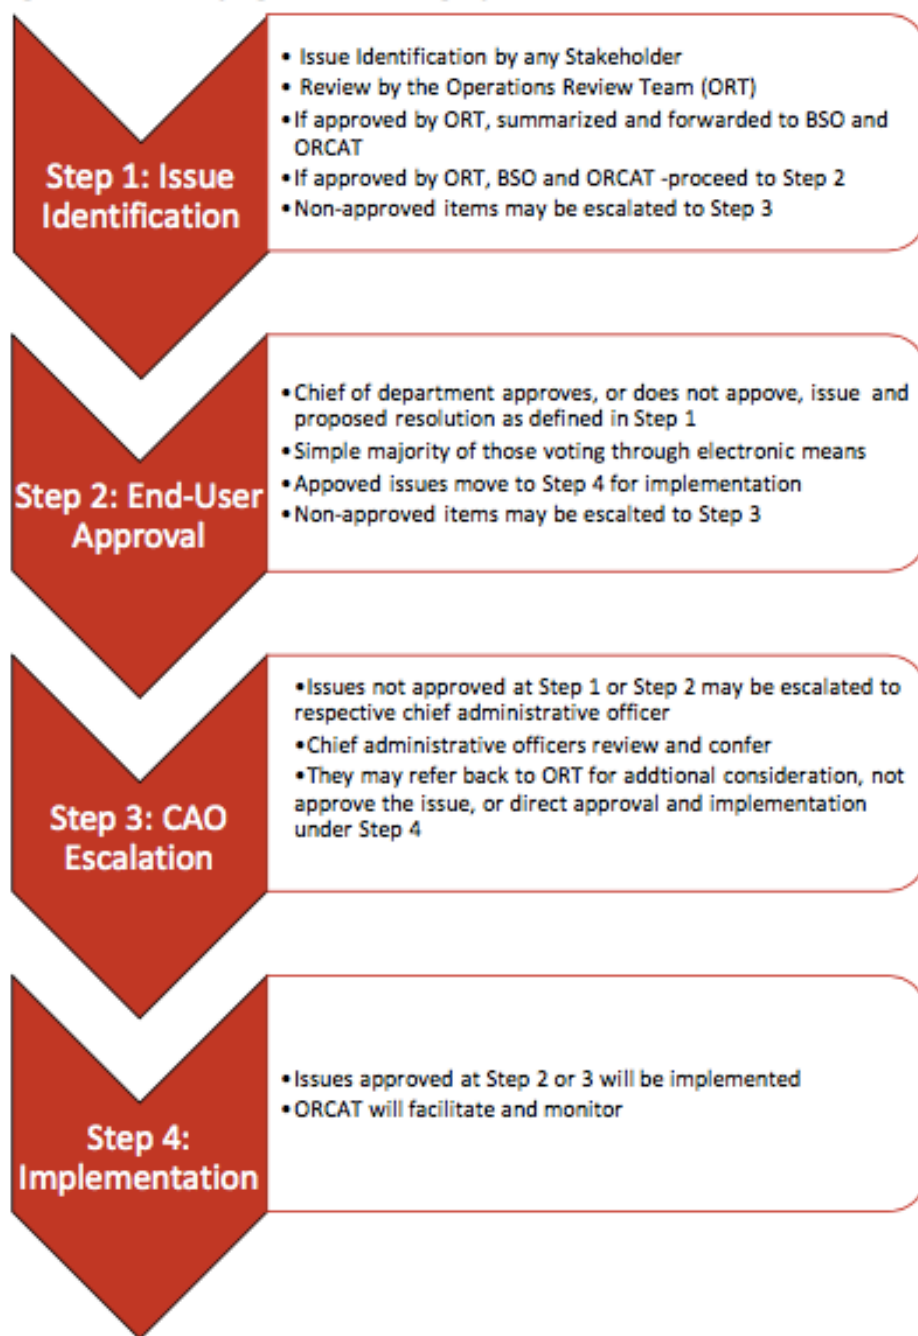 Step 1: Issue
Identification
• Issue Identification by any Stakeholder
• Review by the Operations Review Team (ORT)
•If approved by ORT, summarized and forwarded to BSO and
ORCAT
•If approved by ORT, BSO and ORCAT -proceed to Step 2
•Non-approved items may be escalated to Step 3
Step 2: End-User
Approval
•Chief of department approves, or does not appove, issue and
proposed resolution as defined in Step 1
•Simple majority of those voting through electronic means
•Appoved issues move to Step 4 for implementation
•Non-approved items may be escalted to Step 3
Step 3: CAO
Escalation
•Issues not approved at Step 1 or Step 2 may be escalated to
respective chief administrative officer
•Chief administrative officers review and confer
•They may refer back to ORT for addtional consideration, not
approve the issue, or direct approval and implementation
under Step 4
Step 4:
Implementation
•Issues approved at Step 2 or 3 will be implemented
•ORCAT will facilitate and monitor